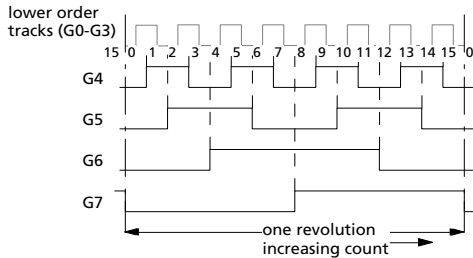 lower order
tracks (G0-G3)
15 0 1 2 3 4 5 6 7 8 9 10 11 12 13 14 15 0
G4
G5
G6
G7
one revolution
increasing count